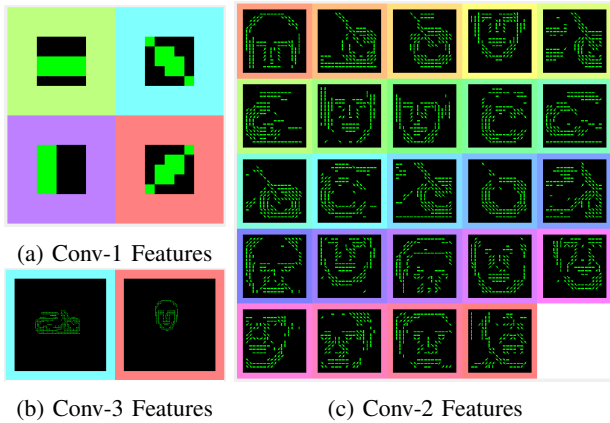 (a) Conv-1 Features
(b) Conv-3 Features
(c) Conv-2 Features